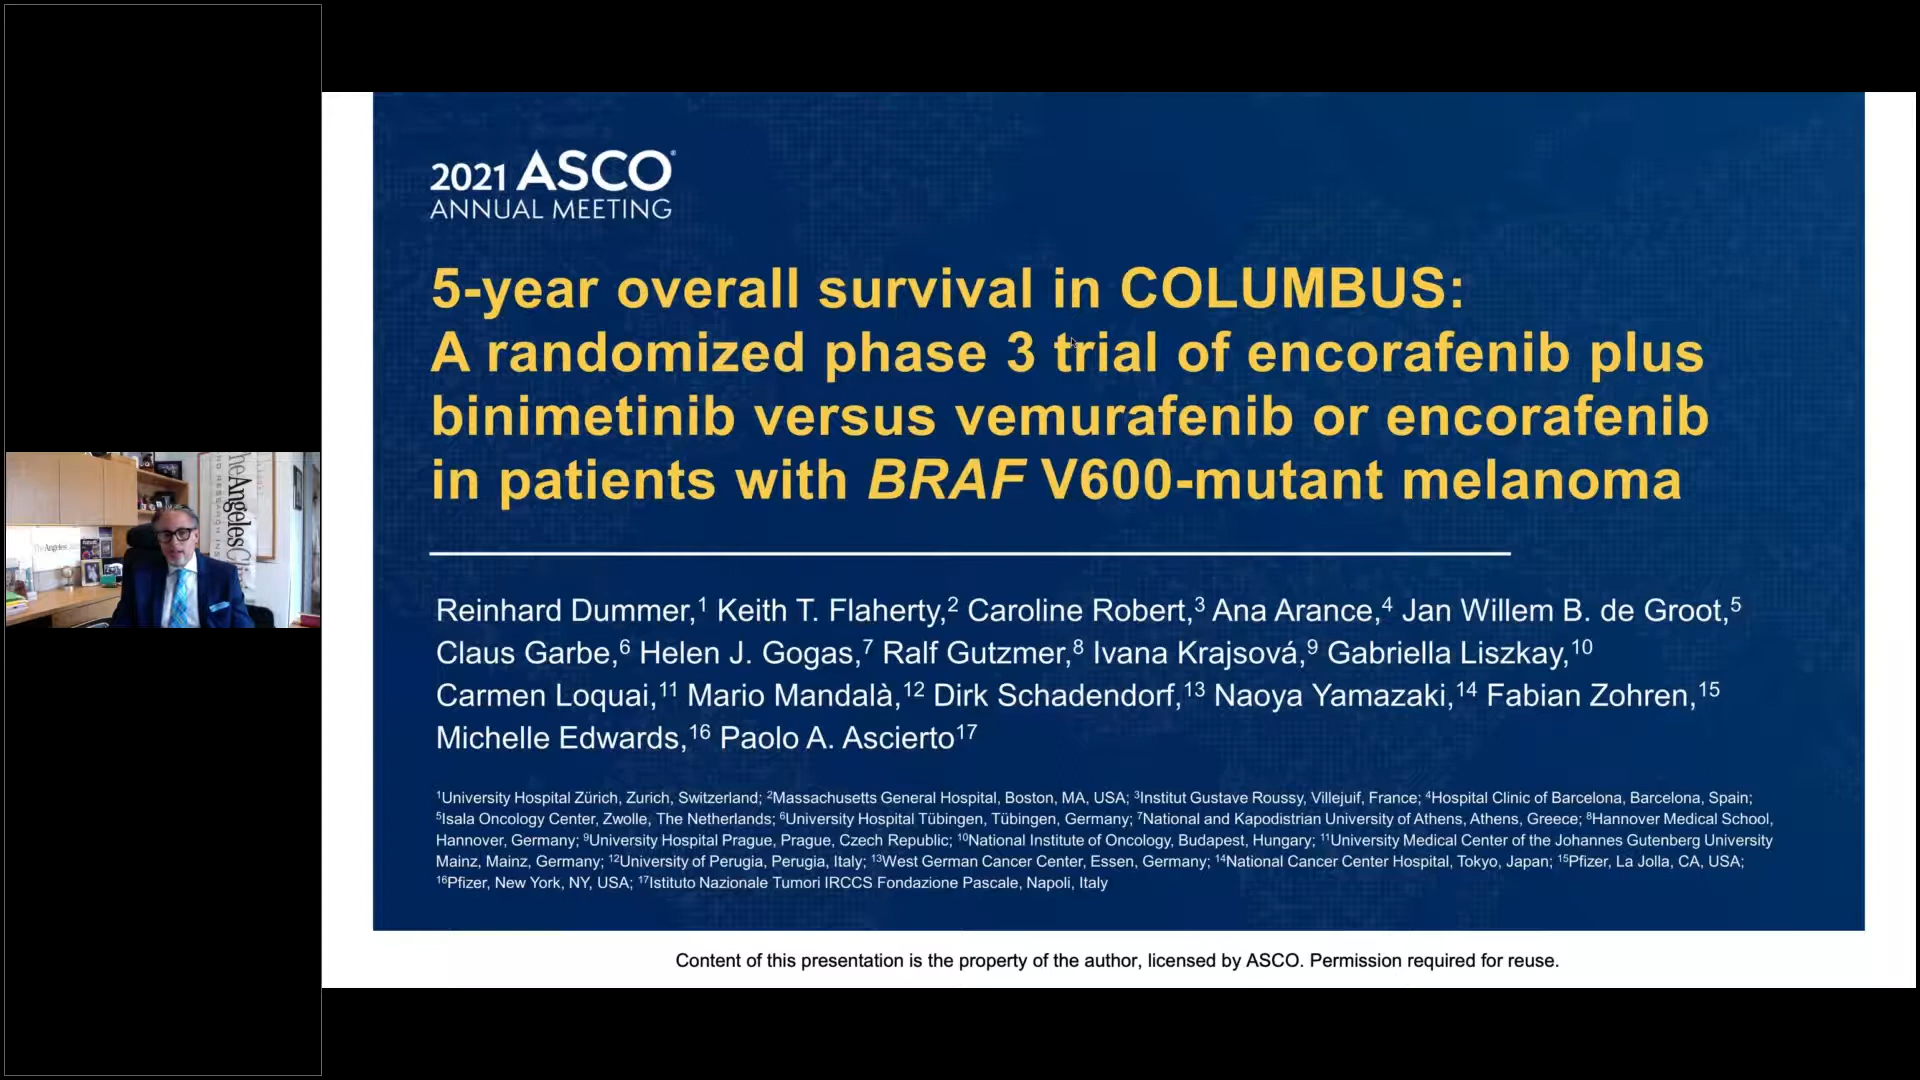 2021 ASCO®
ANNUAL MEETING
5-year overall survival in COLUMBUS:
A randomized phase 3 trial of encorafenib plus
binimetinib versus vemurafenib or encorafenib
in patients with BRAF V600-mutant melanoma
Reinhard Dummer,¹ Keith T. Flaherty,² Caroline Robert,³ Ana Arance,⁴ Jan Willem B. de Groot,⁵
Claus Garbe,⁶ Helen J. Gogas,⁷ Ralf Gutzmer,⁸ Ivana Krajsová,⁹ Gabriella Liszkay,¹⁰
Carmen Loquai,¹¹ Mario Mandalà,¹² Dirk Schadendorf,¹³ Naoya Yamazaki,¹⁴ Fabian Zohren,¹⁵
Michelle Edwards,¹⁶ Paolo A. Ascierto¹⁷
¹University Hospital Zürich, Zurich, Switzerland; ²Massachusetts General Hospital, Boston, MA, USA; ³Institut Gustave Roussy, Villejuif, France; ⁴Hospital Clinic of Barcelona, Barcelona, Spain;
⁵Isala Oncology Center, Zwolle, The Netherlands; ⁶University Hospital Tübingen, Tübingen, Germany; ⁷National and Kapodistrian University of Athens, Athens, Greece; ⁸Hannover Medical School,
Hannover, Germany; ⁹University Hospital Prague, Prague, Czech Republic; ¹⁰National Institute of Oncology, Budapest, Hungary; ¹¹University Medical Center of the Johannes Gutenberg University
Mainz, Mainz, Germany; ¹²University of Perugia, Perugia, Italy; ¹³West German Cancer Center, Essen, Germany; ¹⁴National Cancer Center Hospital, Tokyo, Japan; ¹⁵Pfizer, La Jolla, CA, USA;
¹⁶Pfizer, New York, NY, USA; ¹⁷Istituto Nazionale Tumori IRCCS Fondazione Pascale, Napoli, Italy
Content of this presentation is the property of the author, licensed by ASCO. Permission required for reuse.
heAngelesC
ND RESEARCH INS
TheAngeles